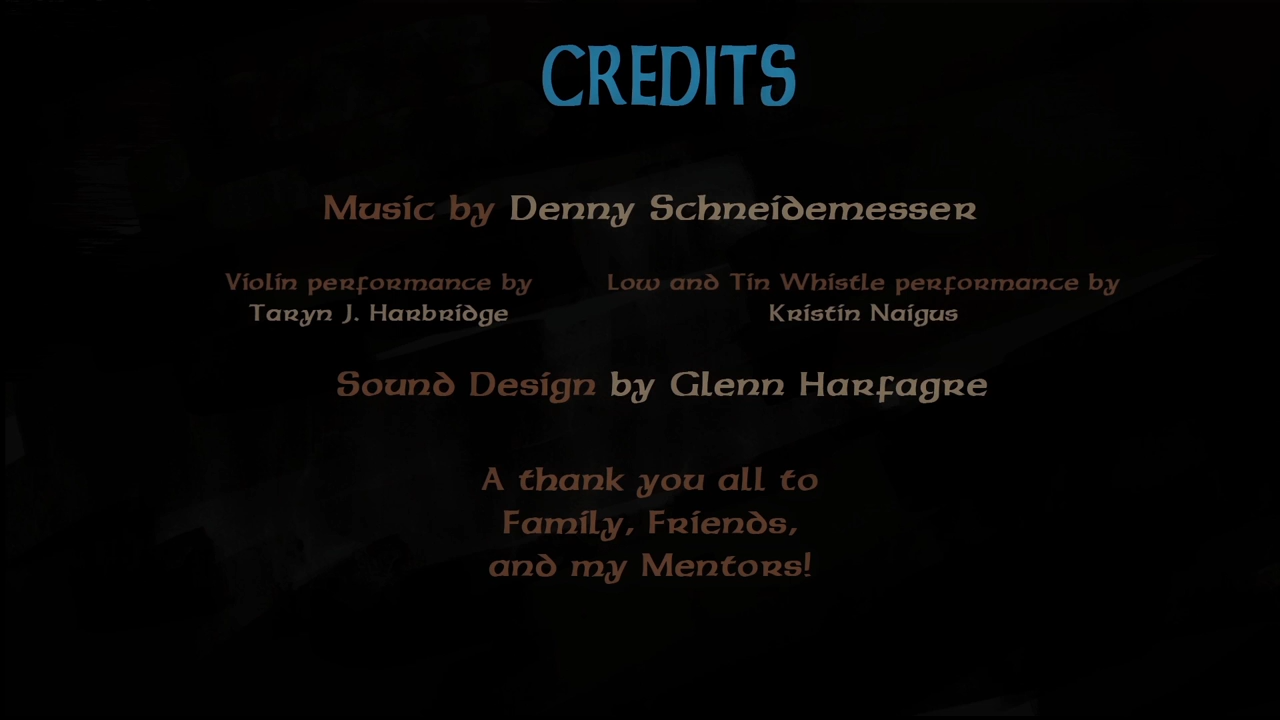 CREDITS
Music by Denny Schneidemesser
Violin performance by
Taryn J. Harbridge
Low and Tin Whistle performance by
Kristin Naigus
Sound Design by Glenn Harfagre
A thank you all to
Family, Friends,
and my Mentors!